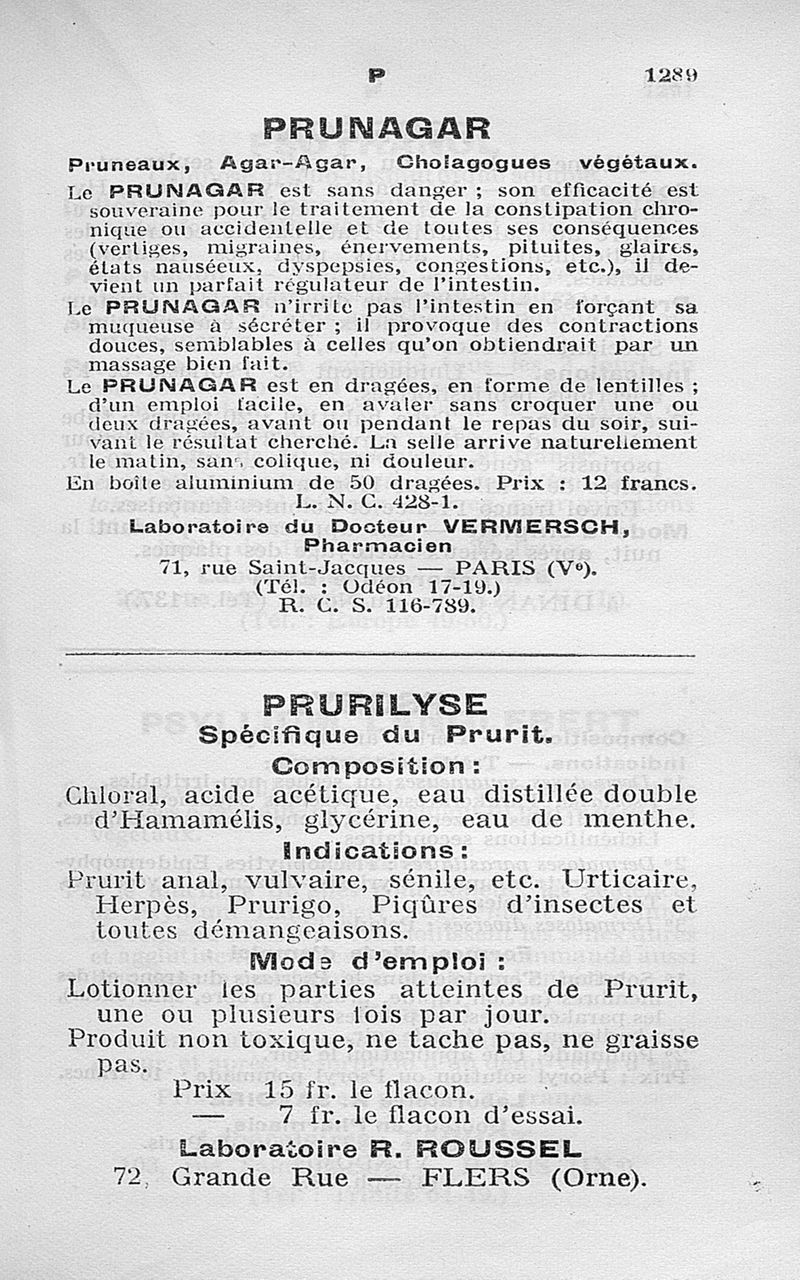 P 1289
PRUNAGAR
Pruneaux, Agar-Agar, Cholagogues végétaux.
Le PRUNAGAR est sans danger ; son efficacité est
souveraine pour le traitement de la constipation chro-
nique ou accidentelle et de toutes ses conséquences
(vertiges, migraines, énervements, pituites, glaires,
états nauséeux, dyspepsies, congestions, etc.), il de-
vient un parfait régulateur de l'intestin.
Le PRUNAGAR n'irrite pas l'intestin en forçant sa
muqueuse à sécréter ; il provoque des contractions
douces, semblables à celles qu'on obtiendrait par un
massage bien fait.
Le PRUNAGAR est en dragées, en forme de lentilles ;
d'un emploi facile, en avaler sans croquer une ou
deux dragées, avant ou pendant le repas du soir, sui-
vant le résultat cherché. La selle arrive naturellement
le matin, sans colique, ni douleur.
En boîte aluminium de 50 dragées. Prix : 12 francs.
L. N. C. 428-1.
Laboratoire du Docteur VERMERSCH,
Pharmacien
71, rue Saint-Jacques — PARIS (Ve).
(Tél. : Odéon 17-19.)
R. C. S. 116-789.
PRURILYSE
Spécifique du Prurit.
Composition :
Chloral, acide acétique, eau distillée double
d'Hamamélis, glycérine, eau de menthe.
Indications :
Prurit anal, vulvaire, sénile, etc. Urticaire,
Herpès, Prurigo, Piqûres d'insectes et
toutes démangeaisons.
Mode d'emploi :
Lotionner les parties atteintes de Prurit,
une ou plusieurs fois par jour.
Produit non toxique, ne tache pas, ne graisse
pas.
Prix 15 fr. le flacon.
— 7 fr. le flacon d'essai.
Laboratoire R. ROUSSEL
72, Grande Rue — FLERS (Orne).